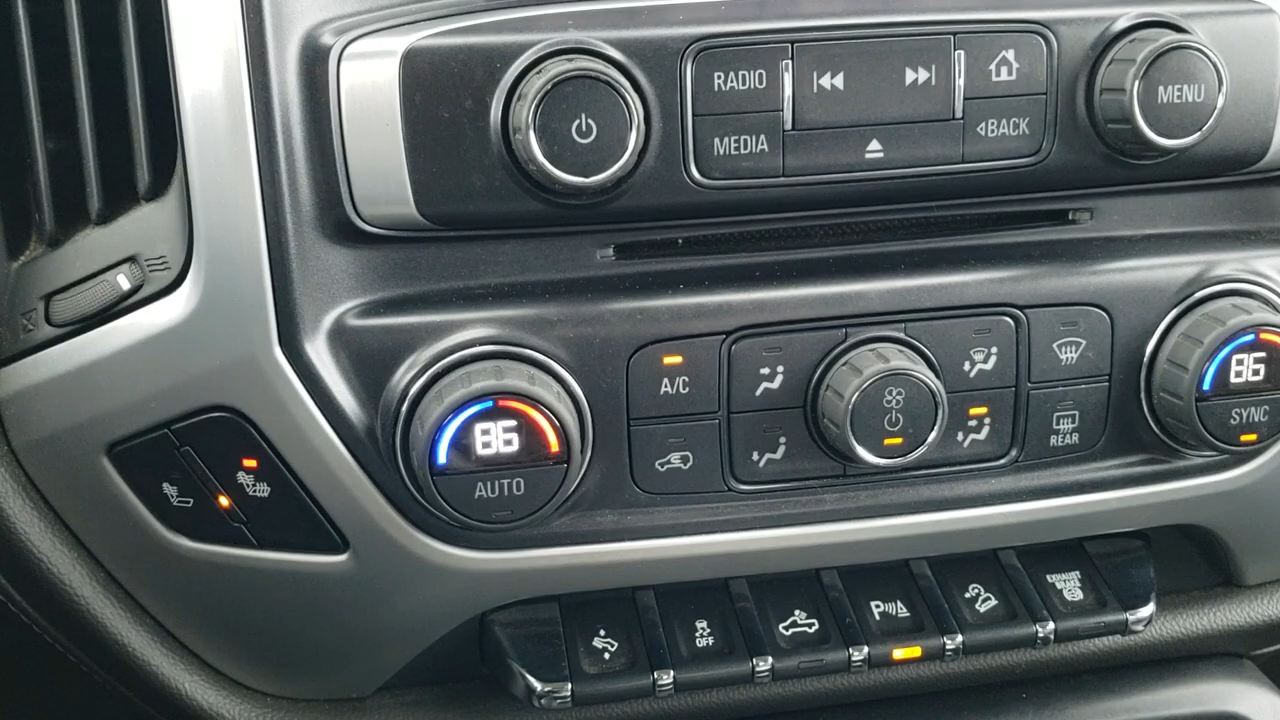 RADIO
MEDIA
BACK
MENU
A/C
86
AUTO
REAR
86
SYNC
OFF
P
EXHAUST
BRAKE